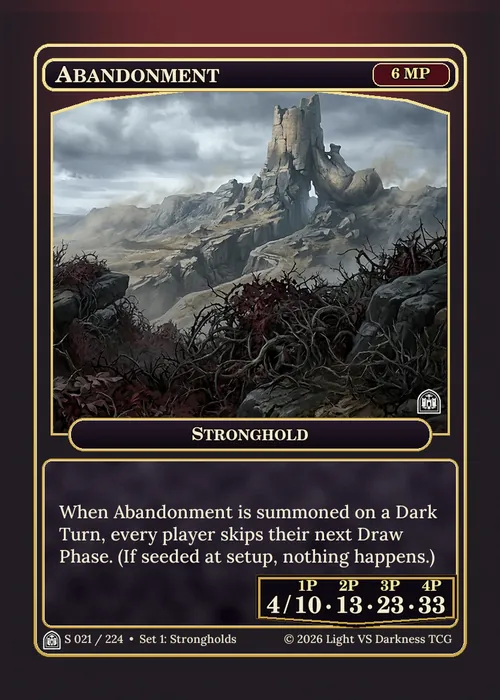 Abandonment
6 MP
Stronghold
When Abandonment is summoned on a Dark
Turn, every player skips their next Draw
Phase. (If seeded at setup, nothing happens.)
1P 2P 3P 4P
4/10·13·23·33
S 021 / 224 • Set 1: Strongholds © 2026 Light VS Darkness TCG